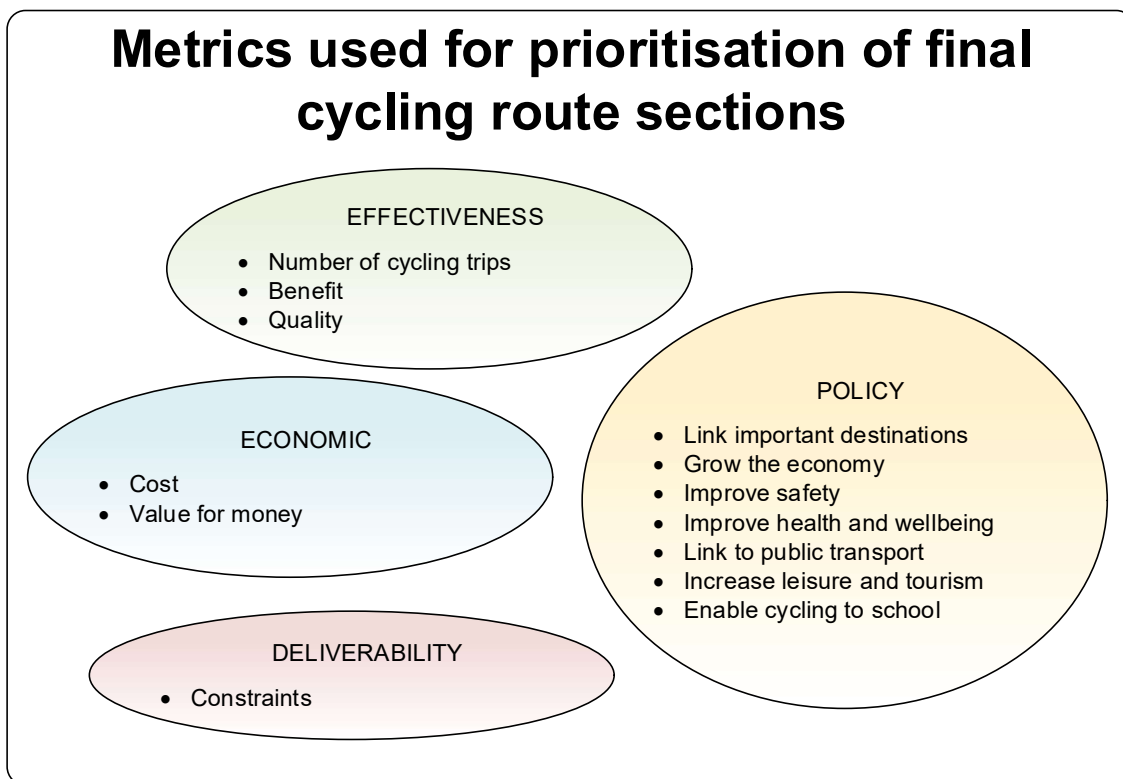 Metrics used for prioritisation of final
cycling route sections
EFFECTIVENESS
• Number of cycling trips
• Benefit
• Quality
ECONOMIC
• Cost
• Value for money
POLICY
• Link important destinations
• Grow the economy
• Improve safety
• Improve health and wellbeing
• Link to public transport
• Increase leisure and tourism
• Enable cycling to school
DELIVERABILITY
• Constraints